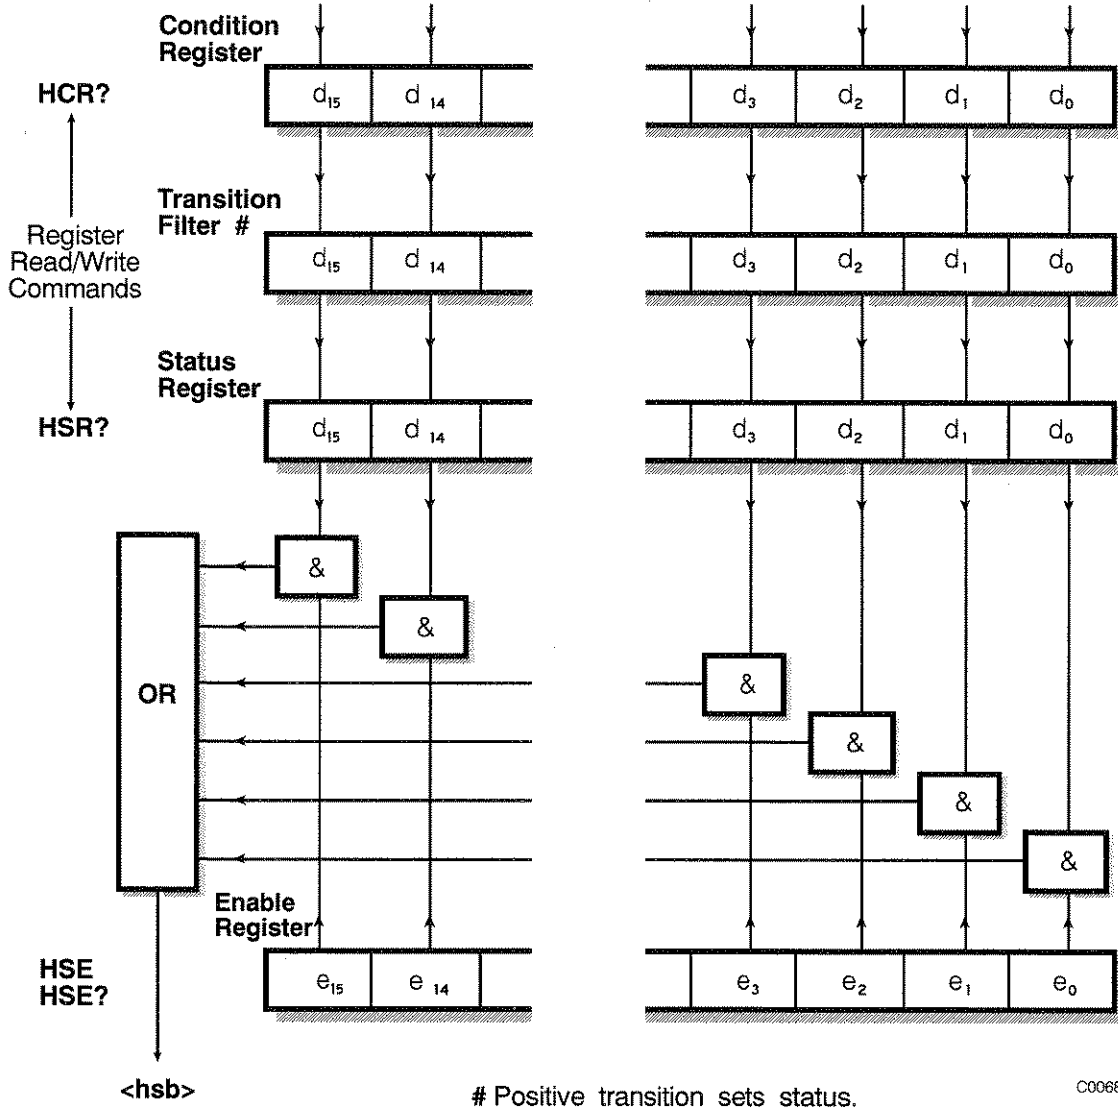 Condition
Register
HCR?
d15 d14 d3 d2 d1 d0
Transition
Filter #
Register
Read/Write
Commands
d15 d14 d3 d2 d1 d0
Status
Register
HSR?
d15 d14 d3 d2 d1 d0
&
&
OR
&
&
&
&
Enable
Register
HSE
HSE?
e15 e14 e3 e2 e1 e0
<hsb>
# Positive transition sets status.
C0068